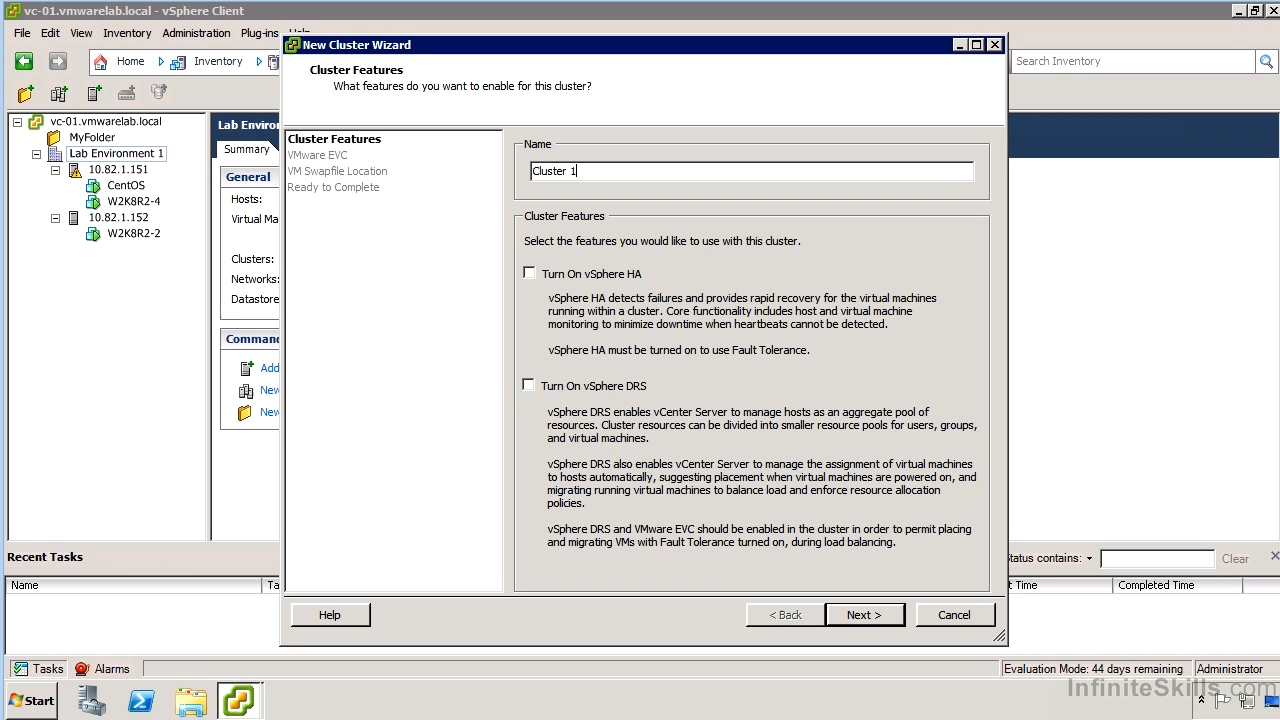 vc-01.vmwarelab.local - vSphere Client
File Edit View Inventory Administration Plug-ins
Home Inventory
Search Inventory
New Cluster Wizard
Cluster Features
What features do you want to enable for this cluster?
vc-01.vmwarelab.local
MyFolder
Lab Environment 1
10.82.1.151
CentOS
W2K8R2-4
10.82.1.152
W2K8R2-2
Lab Enviro
Summary
General
Hosts:
Virtual Ma
Clusters:
Networks:
Datastore
Comman
Add
New
New
Cluster Features
VMware EVC
VM Swapfile Location
Ready to Complete
Name
Cluster 1
Cluster Features
Select the features you would like to use with this cluster.
Turn On vSphere HA
vSphere HA detects failures and provides rapid recovery for the virtual machines
running within a cluster. Core functionality includes host and virtual machine
monitoring to minimize downtime when heartbeats cannot be detected.
vSphere HA must be turned on to use Fault Tolerance.
Turn On vSphere DRS
vSphere DRS enables vCenter Server to manage hosts as an aggregate pool of
resources. Cluster resources can be divided into smaller resource pools for users, groups,
and virtual machines.
vSphere DRS also enables vCenter Server to manage the assignment of virtual machines
to hosts automatically, suggesting placement when virtual machines are powered on, and
migrating running virtual machines to balance load and enforce resource allocation
policies.
vSphere DRS and VMware EVC should be enabled in the cluster in order to permit placing
and migrating VMs with Fault Tolerance turned on, during load balancing.
Help < Back Next > Cancel
Recent Tasks
Status contains: Clear
Name Ta t Time Completed Time
Tasks Alarms
Evaluation Mode: 44 days remaining Administrator
Start
InfiniteSkills.com